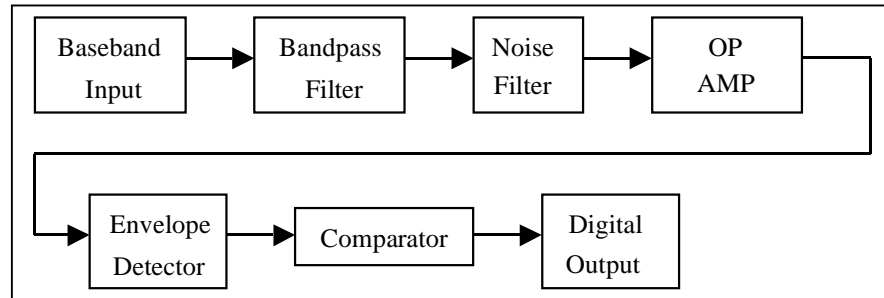 Baseband
Input
Bandpass
Filter
Noise
Filter
OP
AMP
Envelope
Detector
Comparator
Digital
Output